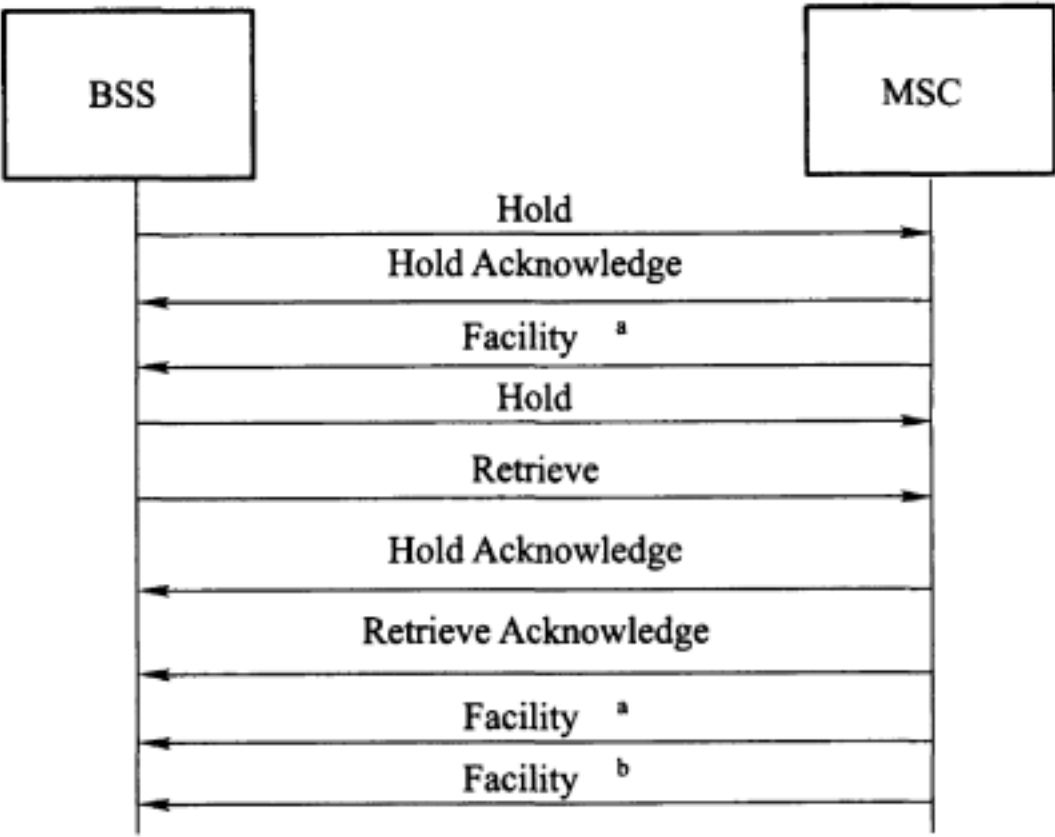 BSS
MSC
Hold
Hold Acknowledge
Facility a
Hold
Retrieve
Hold Acknowledge
Retrieve Acknowledge
Facility a
Facility b